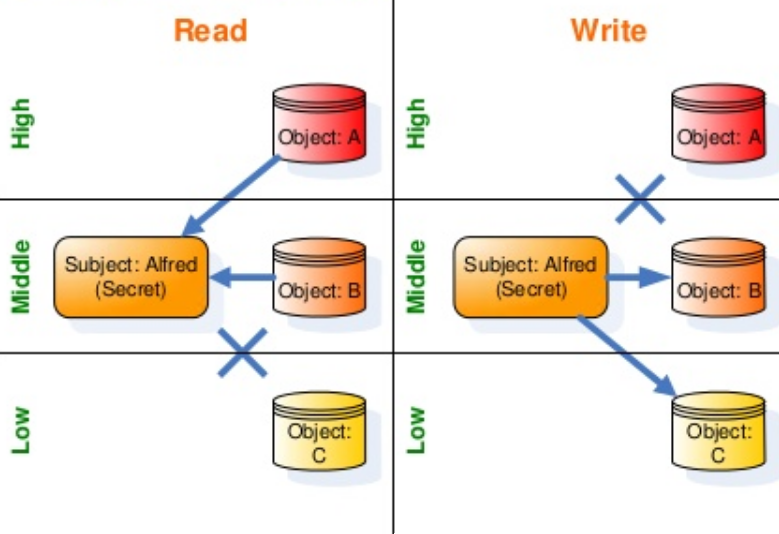 Read
Write
High
Object: A
High
Object: A
Middle
Subject: Alfred
(Secret)
Object: B
Middle
Subject: Alfred
(Secret)
Object: B
Low
Object:
C
Low
Object:
C